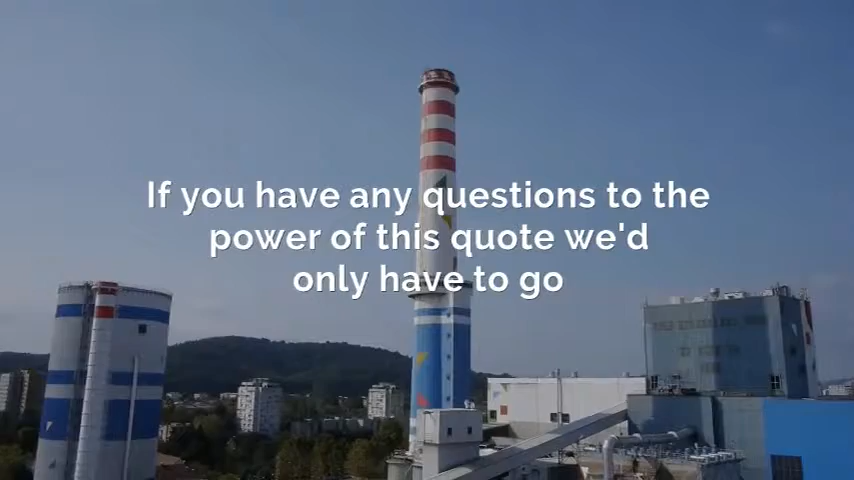 If you have any questions to the
power of this quote we'd
only have to go